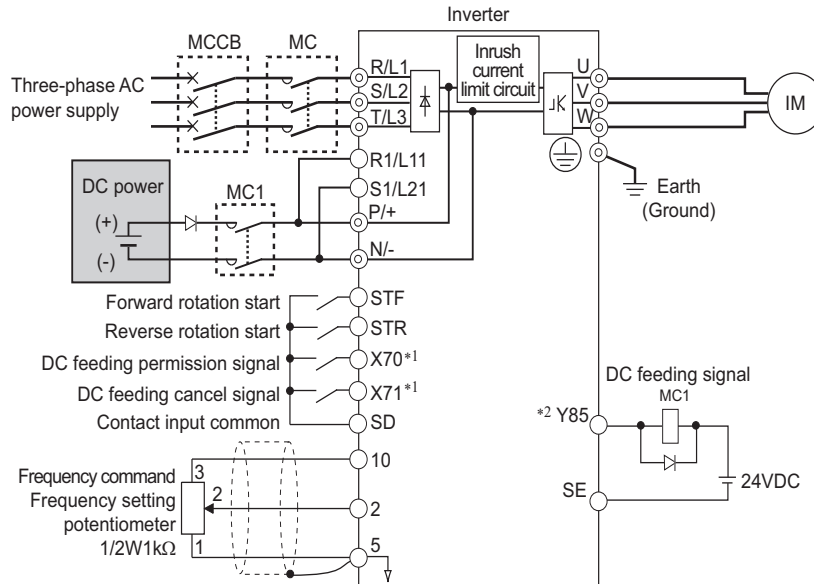 Inverter
MCCB
MC
Three-phase AC
power supply
R/L1
S/L2
T/L3
Inrush
current
limit circuit
U
V
W
IM
R1/L11
S1/L21
P/+
N/-
DC power
(+)
(-)
MC1
Earth
(Ground)
Forward rotation start
STF
Reverse rotation start
STR
DC feeding permission signal
X70*1
DC feeding cancel signal
X71*1
Contact input common
SD
DC feeding signal
MC1
*2 Y85
SE
24VDC
Frequency command
Frequency setting
potentiometer
1/2W1kΩ
3
2
1
10
2
5